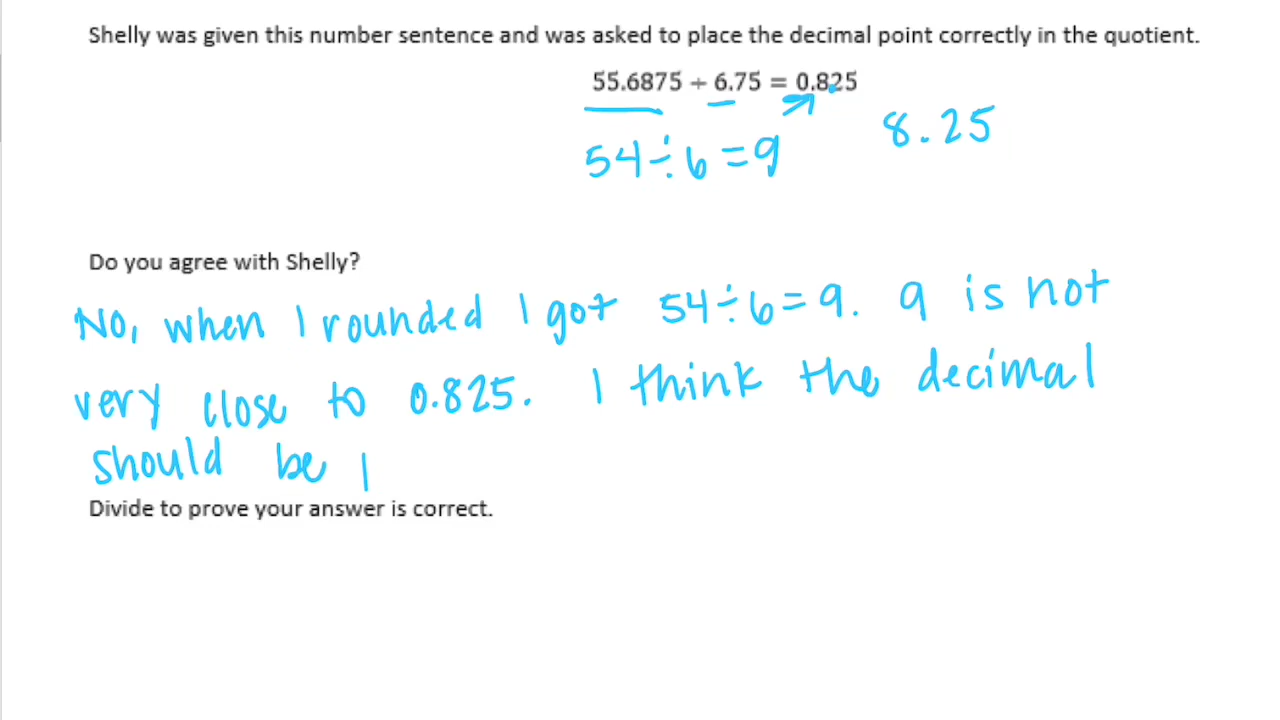 Shelly was given this number sentence and was asked to place the decimal point correctly in the quotient.
55.6875 ÷ 6.75 = 0.825
54÷6=9
8.25
Do you agree with Shelly?
No, when I rounded I got 54÷6=9. 9 is not
very close to 0.825. I think the decimal
should be
Divide to prove your answer is correct.